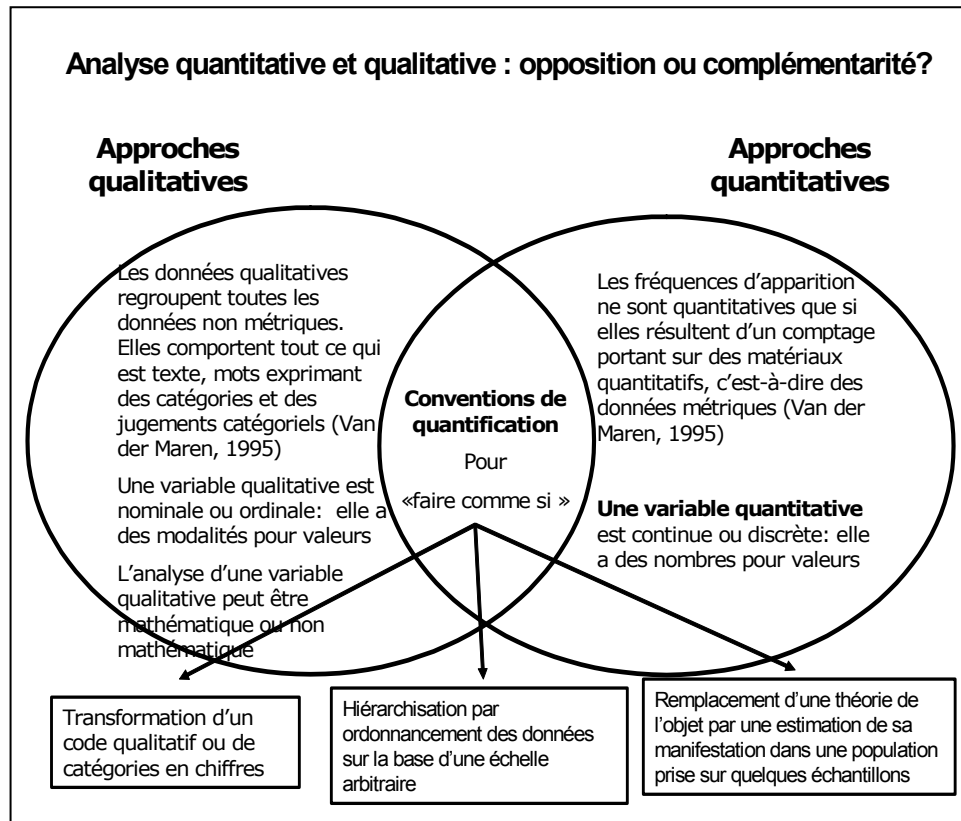 Analyse quantitative et qualitative : opposition ou complémentarité?
Approches
qualitatives
Approches
quantitatives
Les données qualitatives
regroupent toutes les
données non métriques.
Elles comportent tout ce qui
est texte, mots exprimant
des catégories et des
jugements catégoriels (Van
der Maren, 1995)
Une variable qualitative est
nominale ou ordinale: elle a
des modalités pour valeurs
L'analyse d'une variable
qualitative peut être
mathématique ou non
mathématique
Conventions de
quantification
Pour
«faire comme si »
Les fréquences d'apparition
ne sont quantitatives que si
elles résultent d'un comptage
portant sur des matériaux
quantitatifs, c'est-à-dire des
données métriques (Van der
Maren, 1995)
Une variable quantitative
est continue ou discrète: elle
a des nombres pour valeurs
Transformation d'un
code qualitatif ou de
catégories en chiffres
Hiérarchisation par
ordonnancement des données
sur la base d'une échelle
arbitraire
Remplacement d'une théorie de
l'objet par une estimation de sa
manifestation dans une population
prise sur quelques échantillons